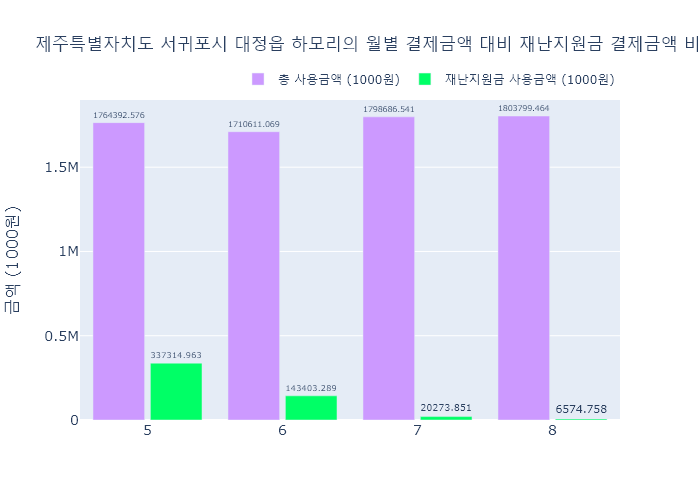 제주특별자치도 서귀포시 대정읍 하모리의 월별 결제금액 대비 재난지원금 결제금액 비
총 사용금액 (1000원)
재난지원금 사용금액 (1000원)
1764392.576
1710611.069
1798686.541
1803799.464
337314.963
143403.289
20273.851
6574.758
1.5M
1M
0.5M
0
금액 (1000원)
5
6
7
8